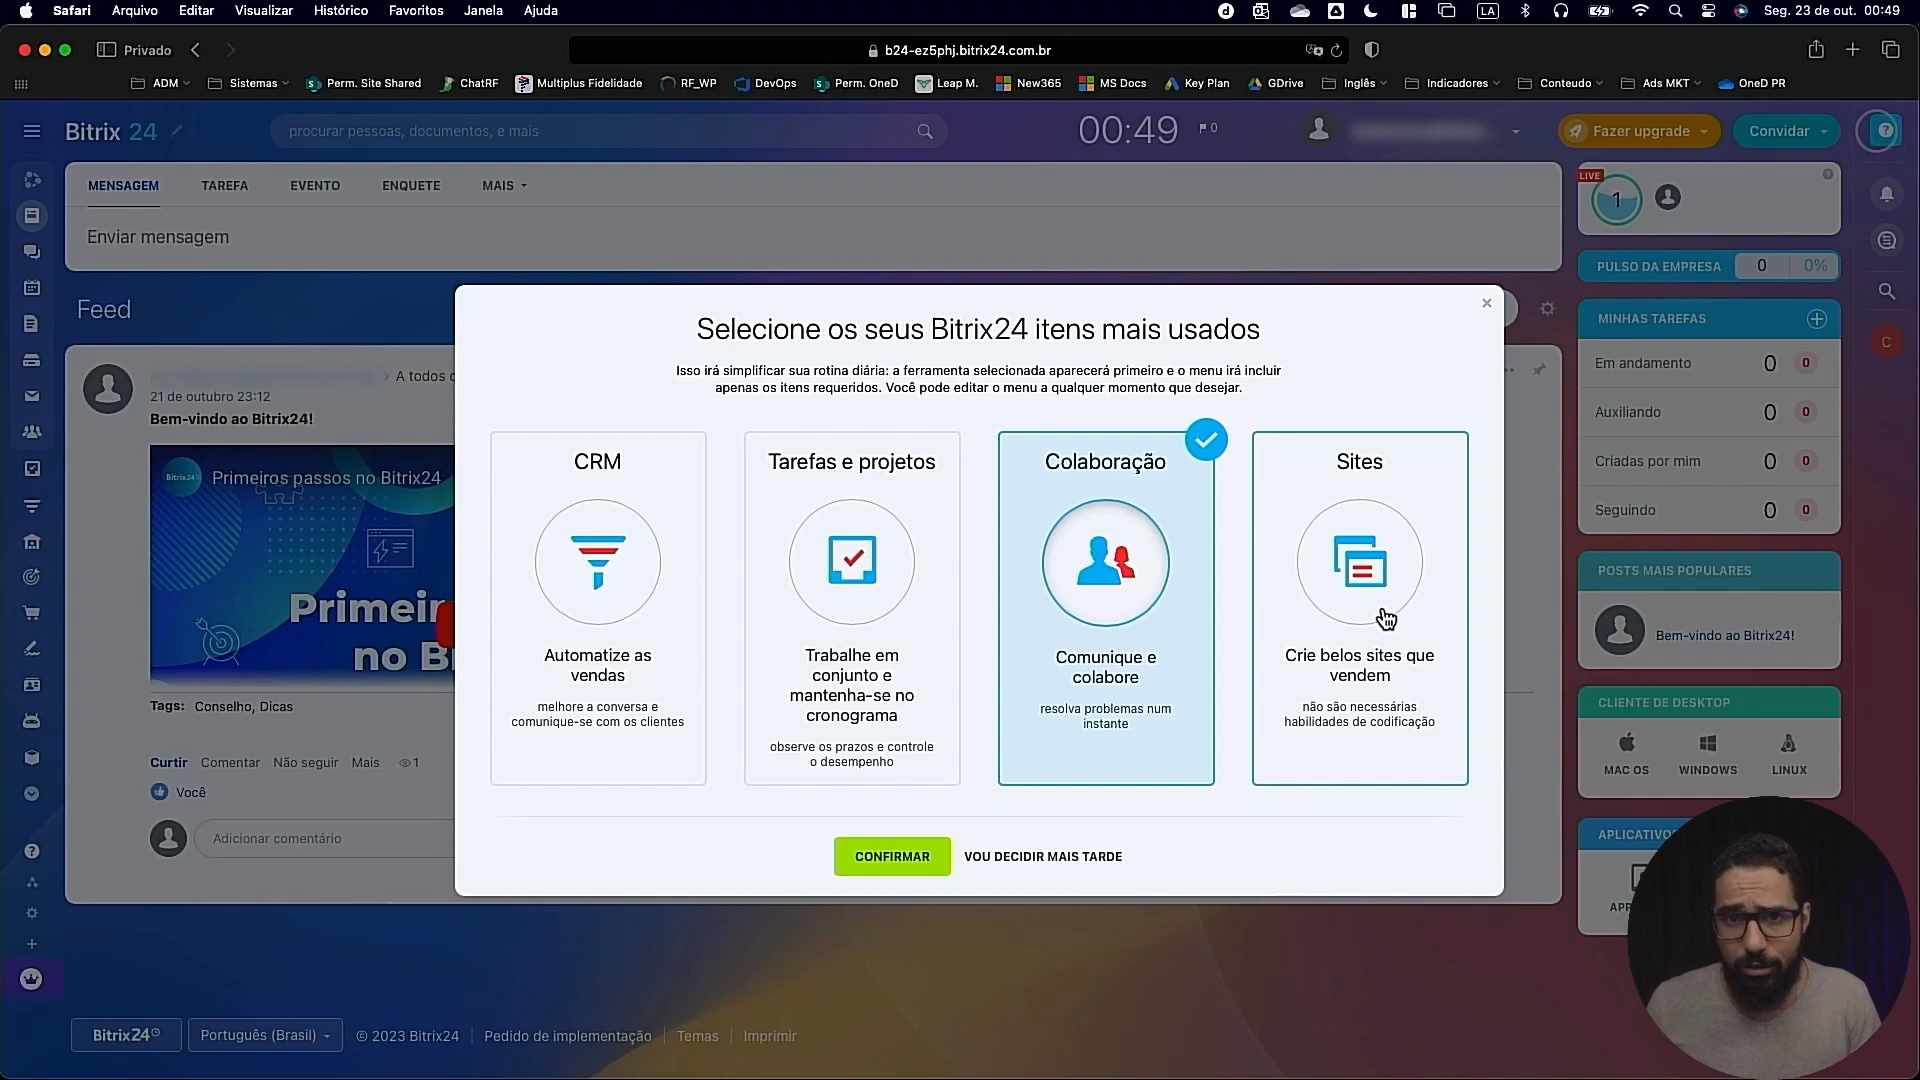 Safari Arquivo Editar Visualizar Histórico Favoritos Janela Ajuda LA Seg. 23 de out. 00:49
Privado b24-ez5phj.bitrix24.com.br
ADM Sistemas Perm. Site Shared ChatRF Multiplus Fidelidade RF_WP DevOps Perm. OneD Leap M. New365 MS Docs Key Plan GDrive Inglês Indicadores Conteudo Ads MKT OneD PR
Bitrix 24 procurar pessoas, documentos, e mais 00:49 0 Fazer upgrade Convidar ?
MENSAGEM TAREFA EVENTO ENQUETE MAIS
Enviar mensagem
LIVE
1
PULSO DA EMPRESA 0 0%
Feed
MINHAS TAREFAS
Em andamento 0 0
Auxiliando 0 0
Criadas por mim 0 0
Seguindo 0 0
C
A todos
21 de outubro 23:12
Bem-vindo ao Bitrix24!
Bitrix24 Primeiros passos no Bitrix24
Tags: Conselho, Dicas
Curtir Comentar Não seguir Mais 1
Você
Adicionar comentário
Selecione os seus Bitrix24 itens mais usados
Isso irá simplificar sua rotina diária: a ferramenta selecionada aparecerá primeiro e o menu irá incluir
apenas os itens requeridos. Você pode editar o menu a qualquer momento que desejar.
CRM
Automatize as
vendas
melhore a conversa e
comunique-se com os clientes
Tarefas e projetos
Trabalhe em
conjunto e
mantenha-se no
cronograma
observe os prazos e controle
o desempenho
Colaboração
Comunique e
colabore
resolva problemas num
instante
Sites
Crie belos sites que
vendem
não são necessárias
habilidades de codificação
CONFIRMAR VOU DECIDIR MAIS TARDE
POSTS MAIS POPULARES
Bem-vindo ao Bitrix24!
CLIENTE DE DESKTOP
MAC OS WINDOWS LINUX
Bitrix24 Português (Brasil) © 2023 Bitrix24 Pedido de implementação Temas Imprimir